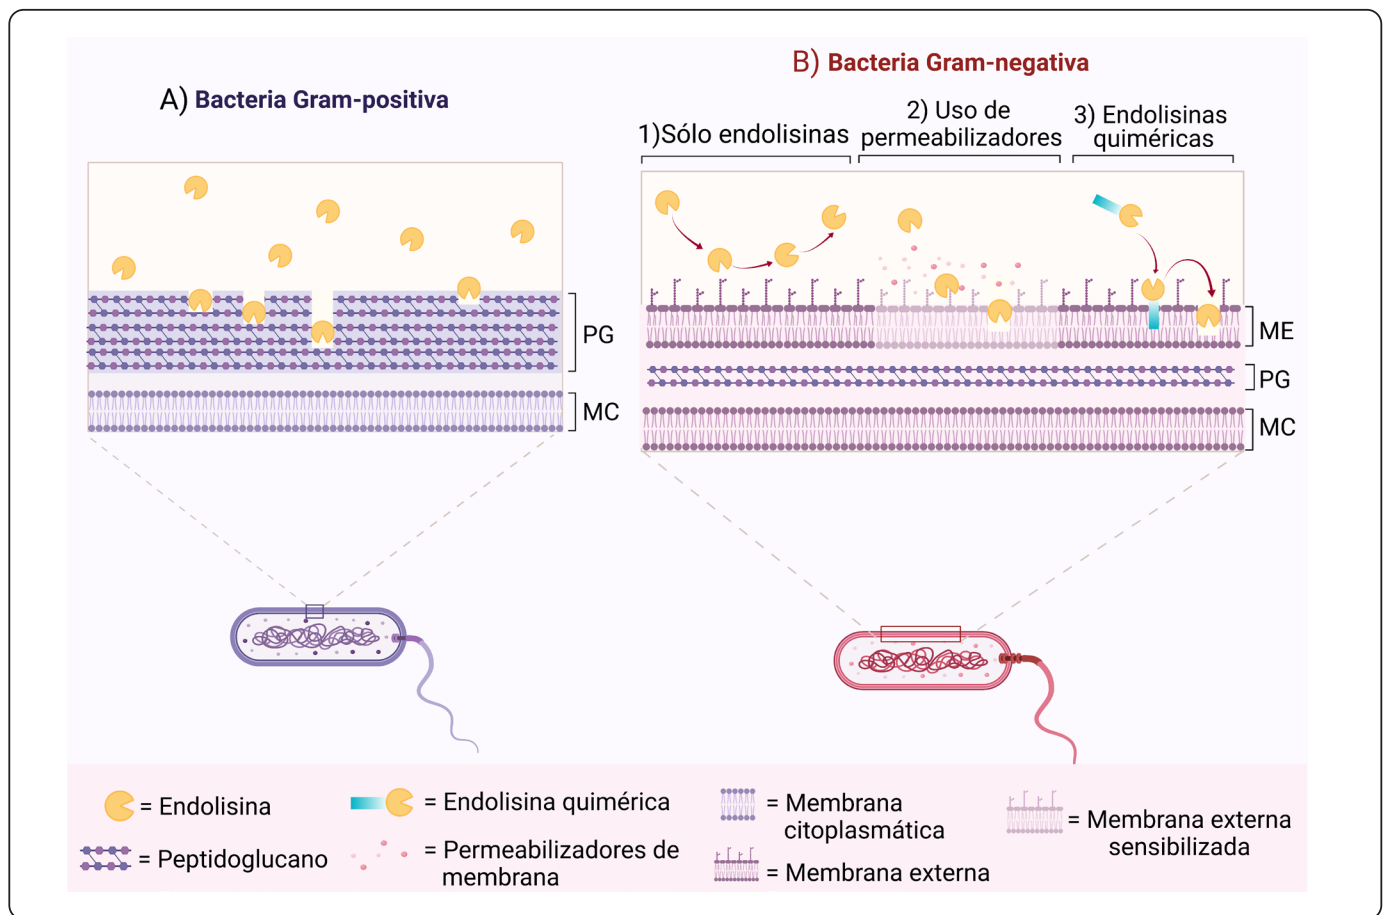 A) Bacteria Gram-positiva
PG
MC
B) Bacteria Gram-negativa
1)Sólo endolisinas
2) Uso de
permeabilizadores
3) Endolisinas
quiméricas
ME
PG
MC
= Endolisina
= Peptidoglucano
= Endolisina quimérica
= Permeabilizadores de
membrana
= Membrana
citoplasmática
= Membrana externa
= Membrana externa
sensibilizada